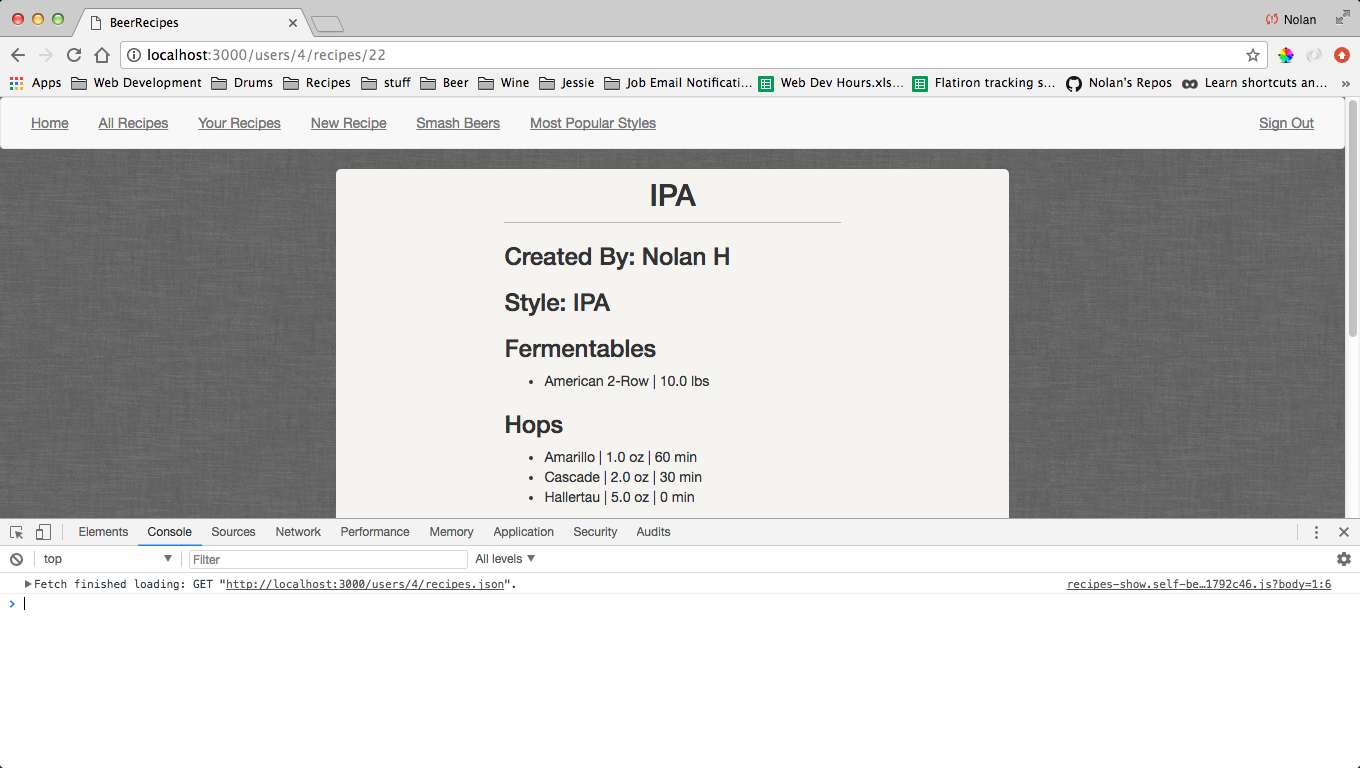 BeerRecipes
Nolan
localhost:3000/users/4/recipes/22
Apps Web Development Drums Recipes stuff Beer Wine Jessie Job Email Notificati... Web Dev Hours.xls... Flatiron tracking s... Nolan's Repos Learn shortcuts an... »
Home All Recipes Your Recipes New Recipe Smash Beers Most Popular Styles Sign Out
IPA
Created By: Nolan H
Style: IPA
Fermentables
• American 2-Row | 10.0 lbs
Hops
• Amarillo | 1.0 oz | 60 min
• Cascade | 2.0 oz | 30 min
• Hallertau | 5.0 oz | 0 min
Elements Console Sources Network Performance Memory Application Security Audits
top Filter All levels
Fetch finished loading: GET "http://localhost:3000/users/4/recipes.json". recipes-show.self-be…1792c46.js?body=1:6